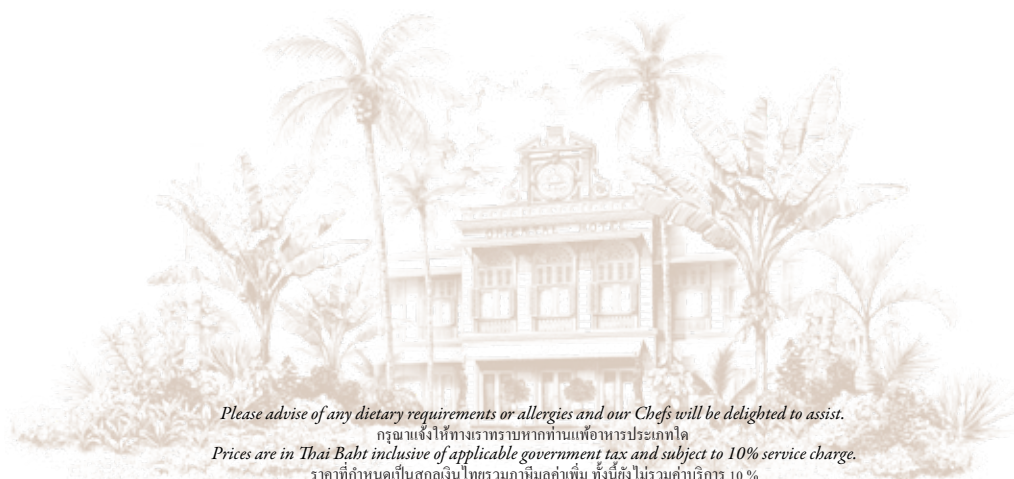 ORIENTAL HOTEL
Please advise of any dietary requirements or allergies and our Chefs will be delighted to assist.
กรุณาแจ้งให้ทางเราทราบหากท่านแพ้อาหารประเภทใด
Prices are in Thai Baht inclusive of applicable government tax and subject to 10% service charge.
ราคาที่กำหนดเป็นสกุลเงินไทยรวมภาษีมูลค่าเพิ่ม ทั้งนี้ยังไม่รวมค่าบริการ 10 %